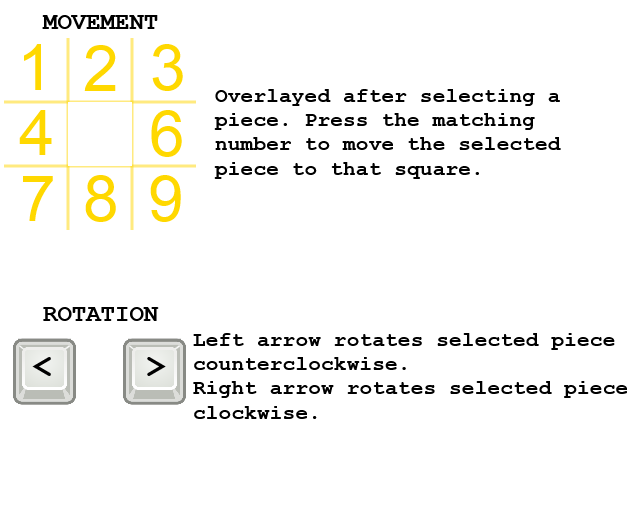 MOVEMENT
1 2 3
4 6
7 8 9
Overlayed after selecting a
piece. Press the matching
number to move the selected
piece to that square.
ROTATION
< >
Left arrow rotates selected piece
counterclockwise.
Right arrow rotates selected piece
clockwise.